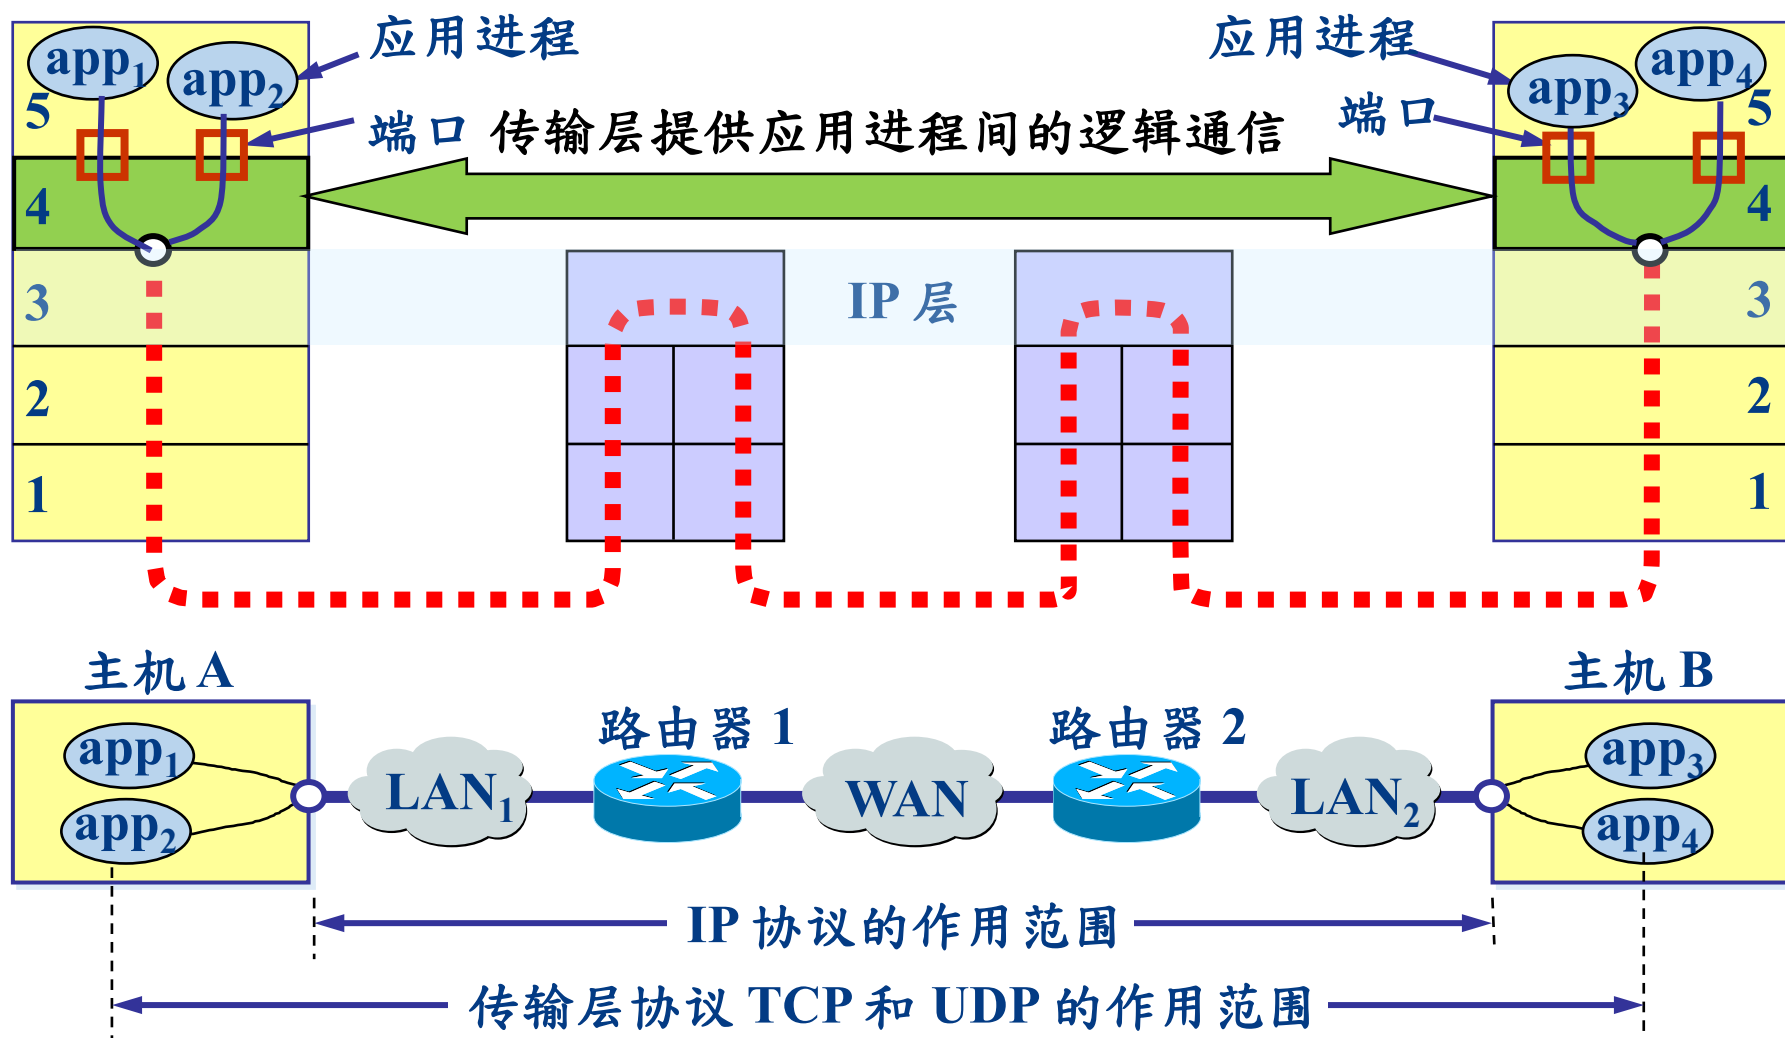 应用进程
应用进程
app1
app2
app3
app4
5
5
端口
传输层提供应用进程间的逻辑通信
端口
4
4
3
IP 层
3
2
2
1
1
主机 A
主机 B
路由器 1
路由器 2
app1
LAN1
WAN
LAN2
app3
app2
app4
IP 协议的作用范围
传输层协议 TCP 和 UDP 的作用范围